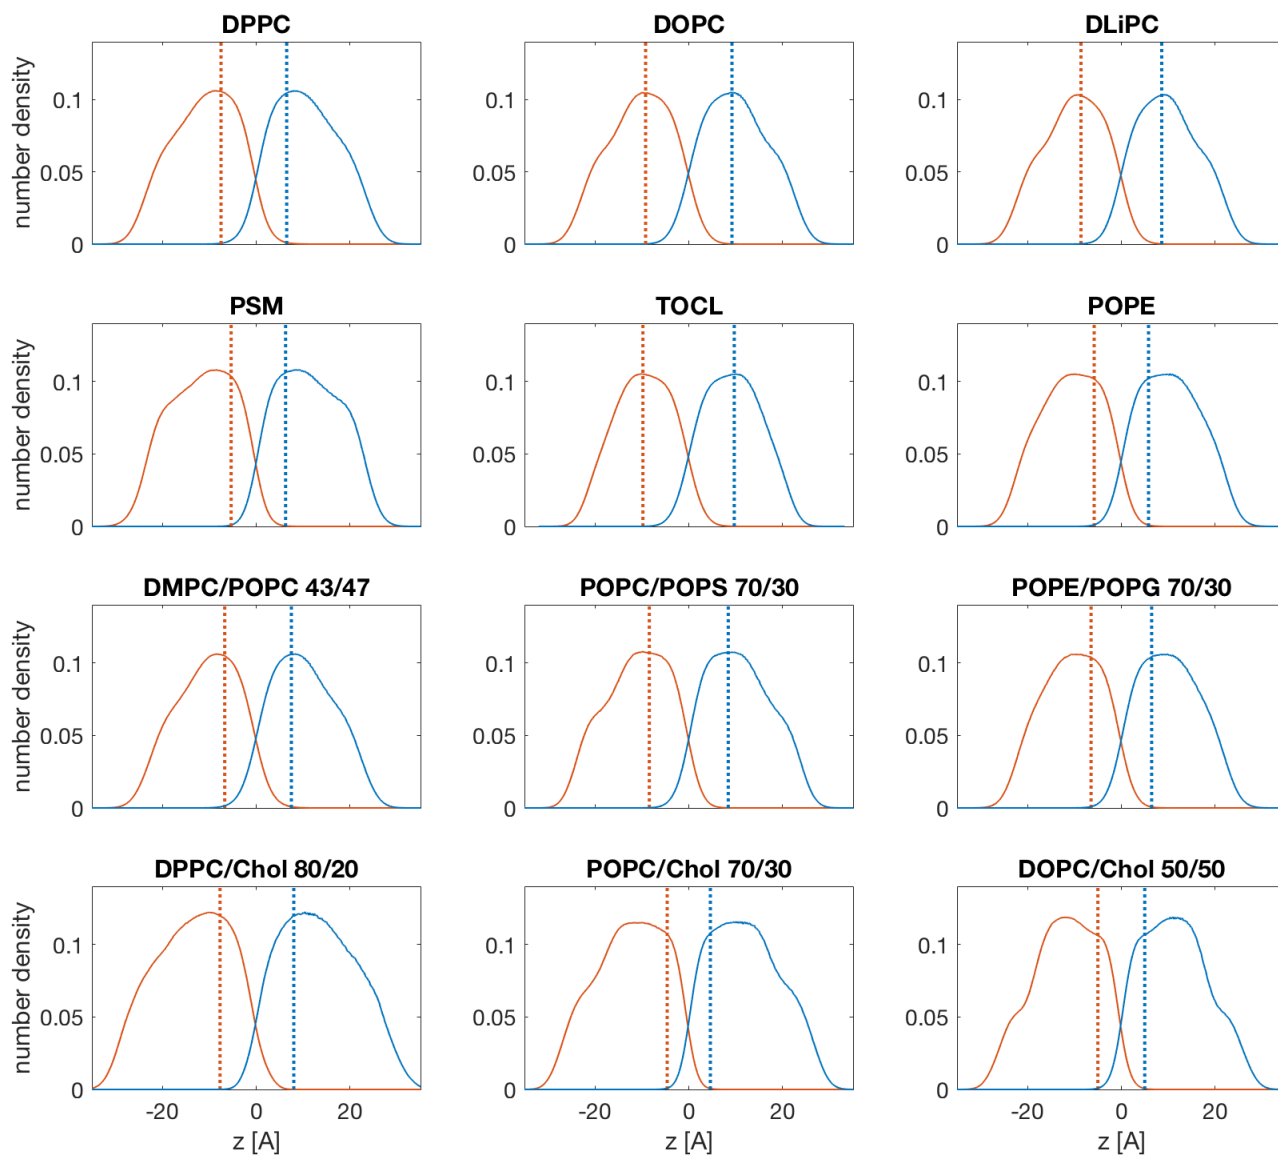 DPPC
DOPC
DLiPC
number density
0.1
0.05
0
0.1
0.05
0
0.1
0.05
0
PSM
TOCL
POPE
number density
0.1
0.05
0
0.1
0.05
0
0.1
0.05
0
DMPC/POPC 43/47
POPC/POPS 70/30
POPE/POPG 70/30
number density
0.1
0.05
0
0.1
0.05
0
0.1
0.05
0
DPPC/Chol 80/20
POPC/Chol 70/30
DOPC/Chol 50/50
number density
0.1
0.05
0
0.1
0.05
0
0.1
0.05
0
-20 0 20
-20 0 20
-20 0 20
z [A]
z [A]
z [A]